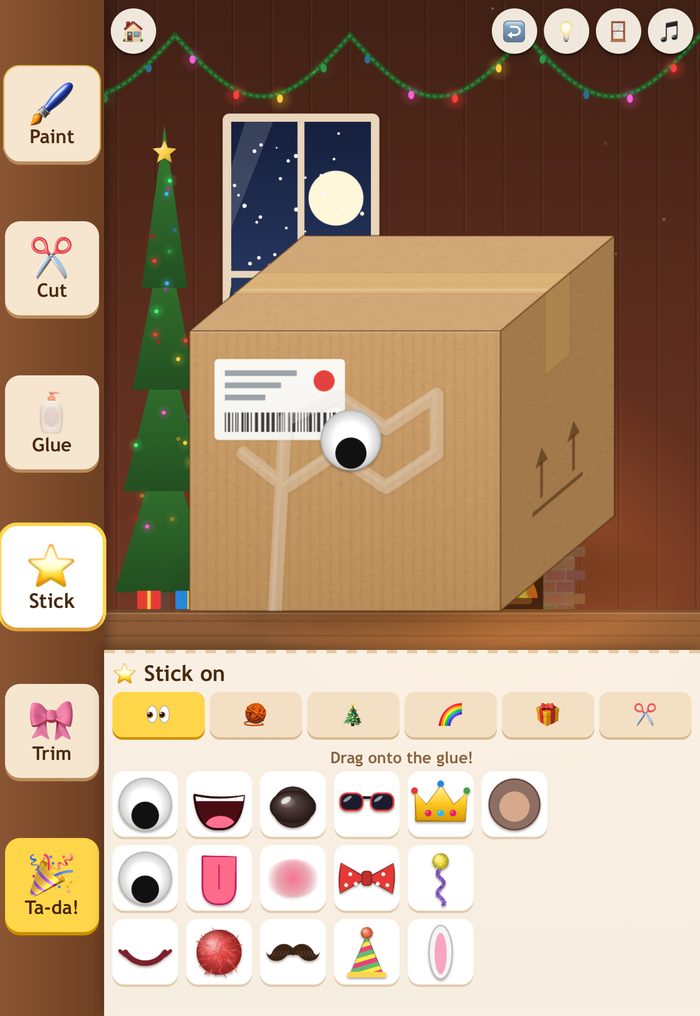 Paint
Cut
Glue
Stick
Trim
Ta-da!
Stick on
Drag onto the glue!